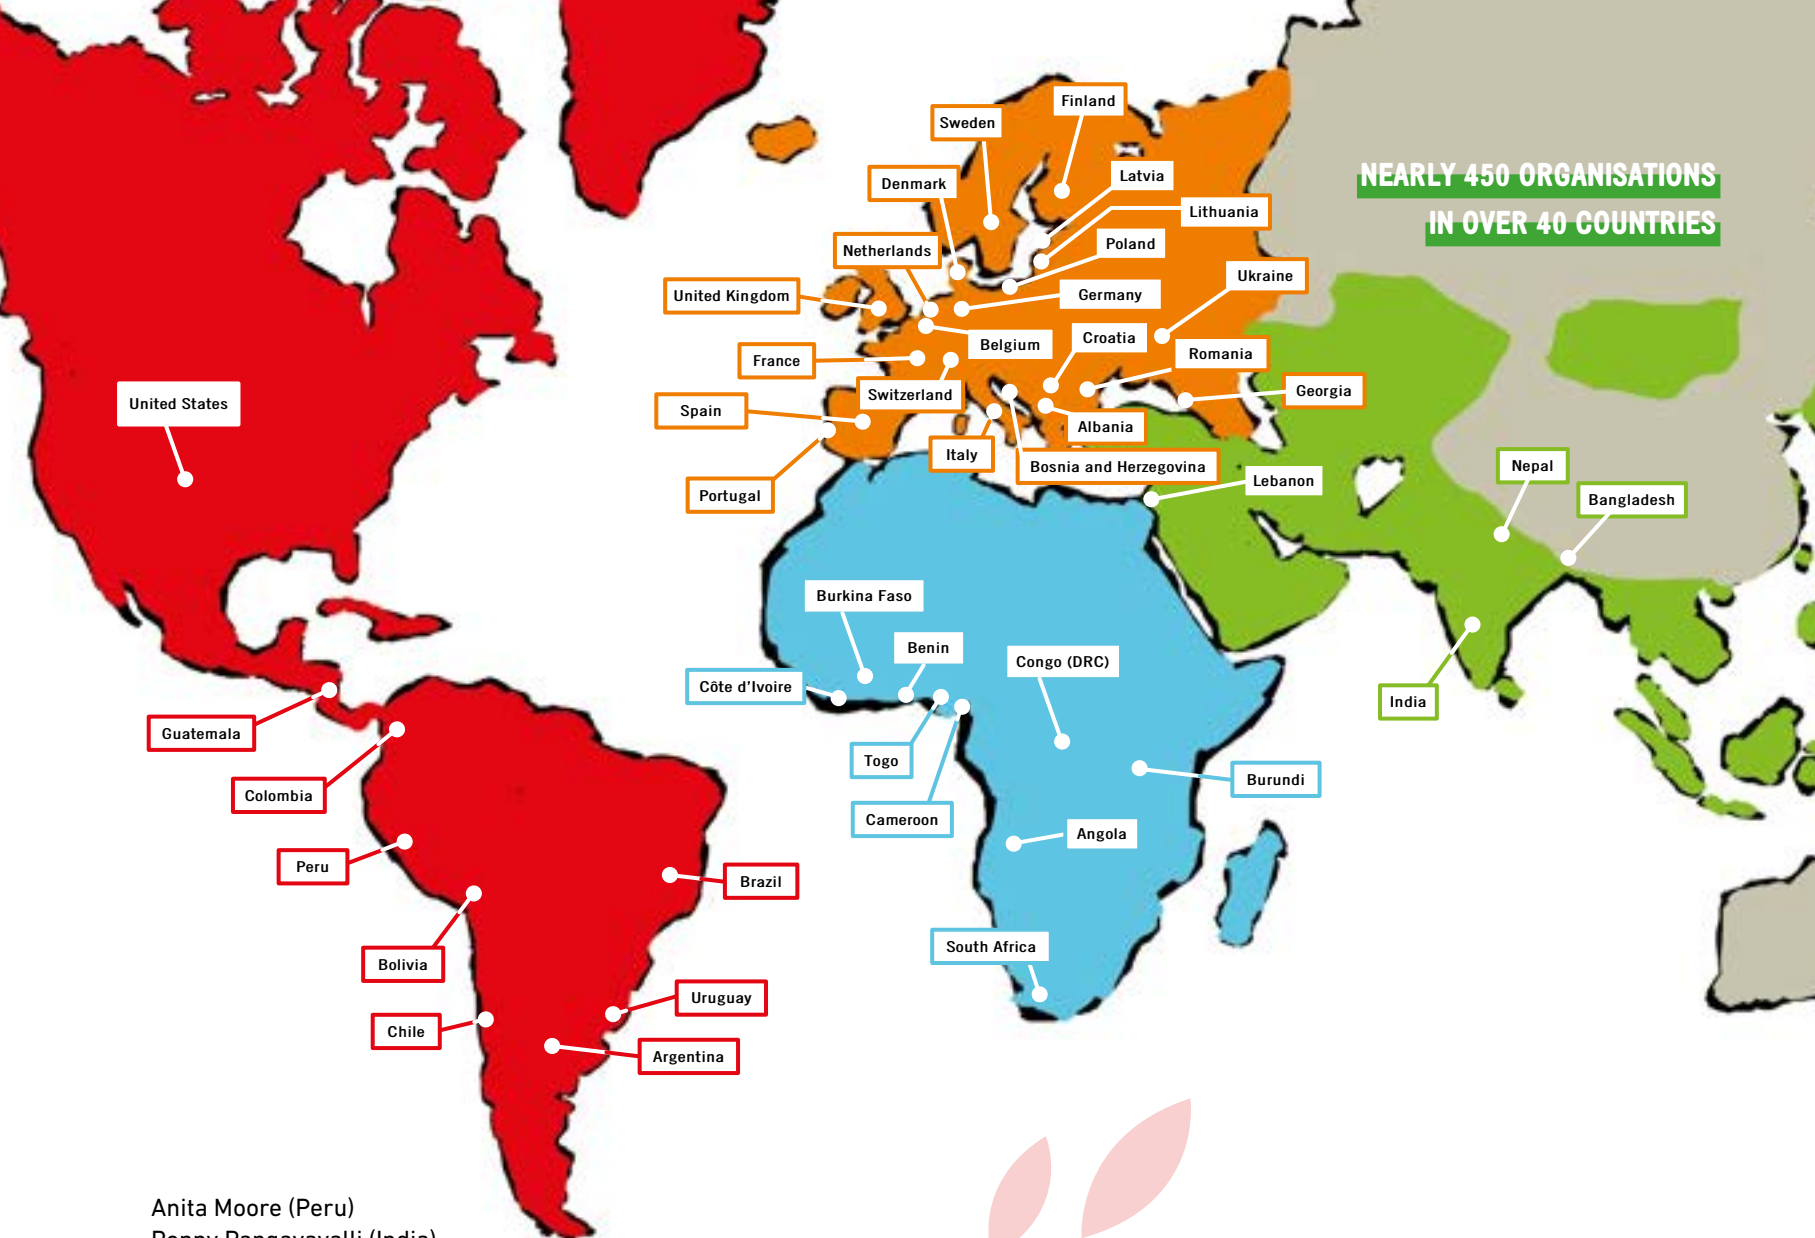 Finland
Sweden
NEARLY 450 ORGANISATIONS
IN OVER 40 COUNTRIES
Latvia
Denmark
Lithuania
Poland
Netherlands
Ukraine
United Kingdom
Germany
Croatia
Belgium
Romania
France
Georgia
Switzerland
United States
Spain
Albania
Italy
Bosnia and Herzegovina
Nepal
Lebanon
Portugal
Bangladesh
Burkina Faso
Benin
Congo (DRC)
Côte d'Ivoire
India
Guatemala
Togo
Burundi
Colombia
Cameroon
Angola
Peru
Brazil
South Africa
Bolivia
Uruguay
Chile
Argentina
Anita Moore (Peru)